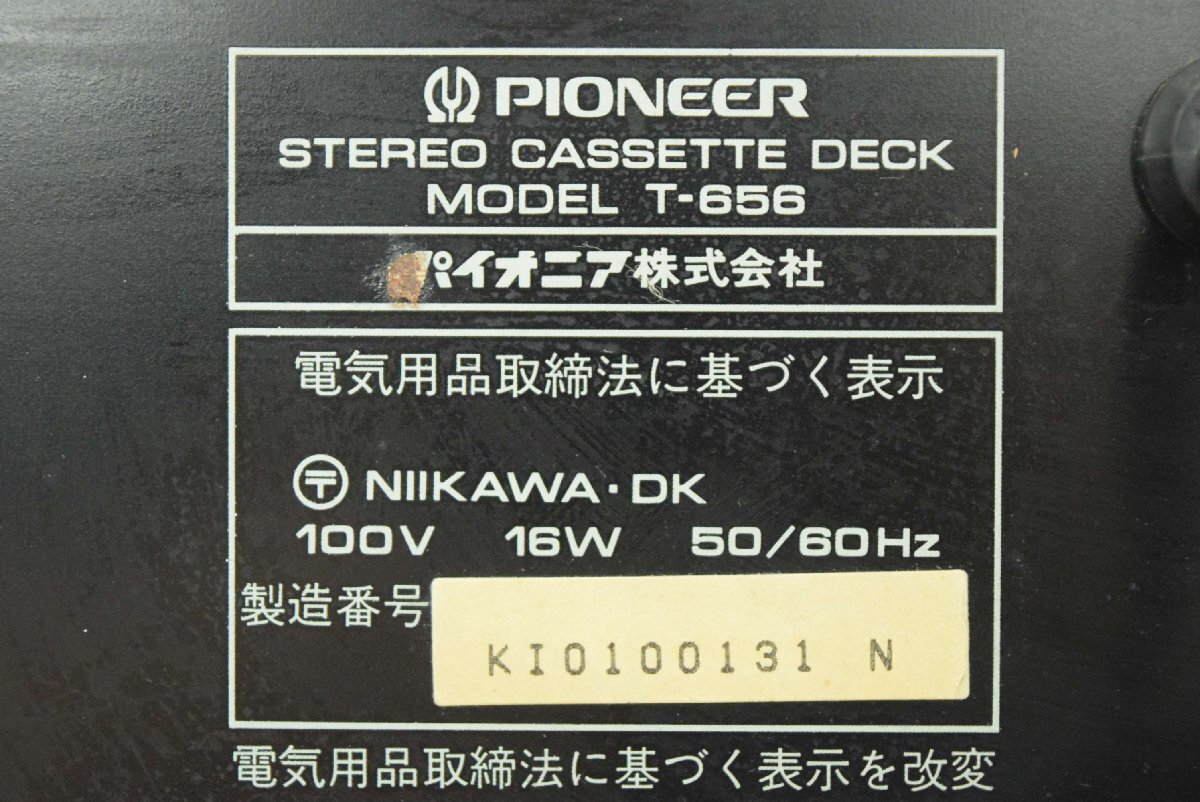 PIONEER
STEREO CASSETTE DECK
MODEL T-656
パイオニア株式会社
電気用品取締法に基づく表示
〒 NIIKAWA・DK
100V 16W 50/60Hz
製造番号 KI0100131 N
電気用品取締法に基づく表示を改変